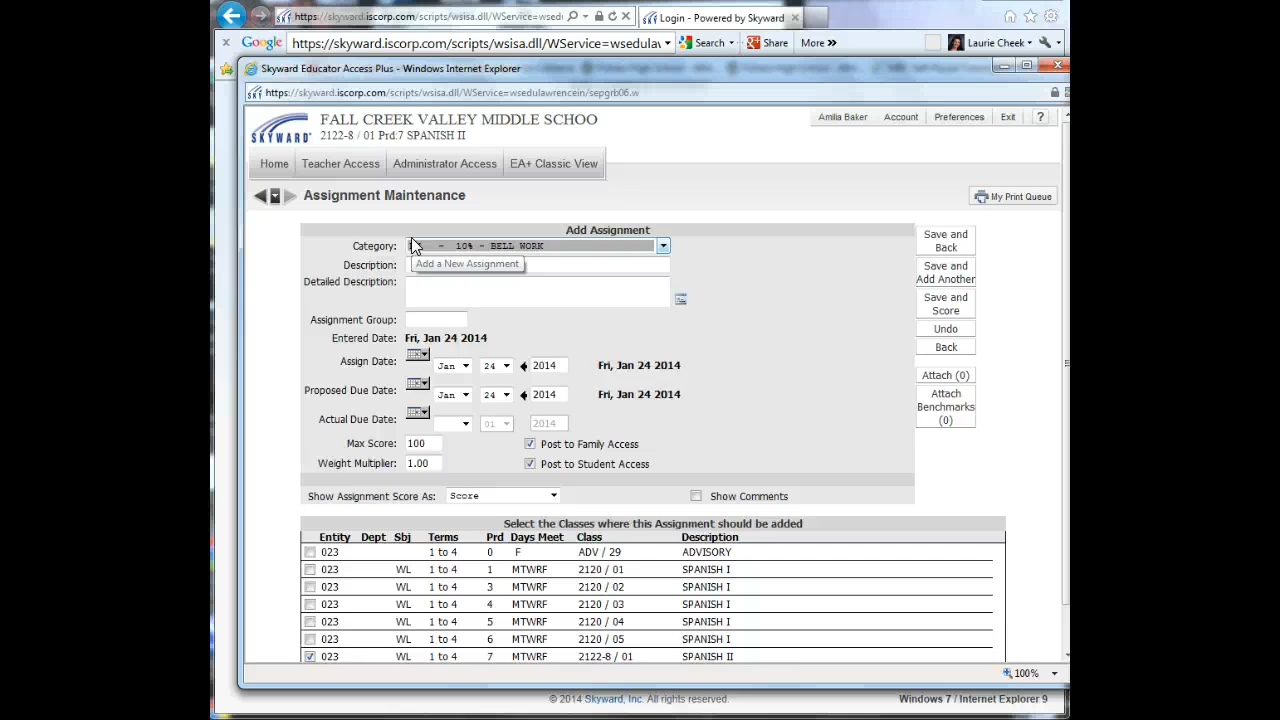 https://skyward.iscorp.com/scripts/wsisa.dll/WService=wsedu
Login - Powered by Skyward
Google https://skyward.iscorp.com/scripts/wsisa.dll/WService=wsedulaw Search Share More » Laurie Cheek
Skyward Educator Access Plus - Windows Internet Explorer
https://skyward.iscorp.com/scripts/wsisa.dll/WService=wsedulawrencein/sepgrb06.w
SKYWARD
FALL CREEK VALLEY MIDDLE SCHOO
2122-8 / 01 Prd:7 SPANISH II
Amilia Baker Account Preferences Exit ?
Home Teacher Access Administrator Access EA+ Classic View
Assignment Maintenance
My Print Queue
Add Assignment
Category: - 10% - BELL WORK
Add a New Assignment
Description:
Detailed Description:
Assignment Group:
Entered Date: Fri, Jan 24 2014
Assign Date: Jan 24 2014 Fri, Jan 24 2014
Proposed Due Date: Jan 24 2014 Fri, Jan 24 2014
Actual Due Date: 01 2014
Max Score: 100 Post to Family Access
Weight Multiplier: 1.00 Post to Student Access
Show Assignment Score As: Score Show Comments
Save and
Back
Save and
Add Another
Save and
Score
Undo
Back
Attach (0)
Attach
Benchmarks
(0)
Select the Classes where this Assignment should be added
Entity Dept Sbj Terms Prd Days Meet Class Description
023 1 to 4 0 F ADV / 29 ADVISORY
023 WL 1 to 4 1 MTWRF 2120 / 01 SPANISH I
023 WL 1 to 4 2 MTWRF 2120 / 02 SPANISH I
023 WL 1 to 4 4 MTWRF 2120 / 03 SPANISH I
023 WL 1 to 4 5 MTWRF 2120 / 04 SPANISH I
023 WL 1 to 4 6 MTWRF 2120 / 05 SPANISH I
023 WL 1 to 4 7 MTWRF 2122-8 / 01 SPANISH II
100%
© 2014 Skyward, Inc. All rights reserved.
Windows 7 / Internet Explorer 9